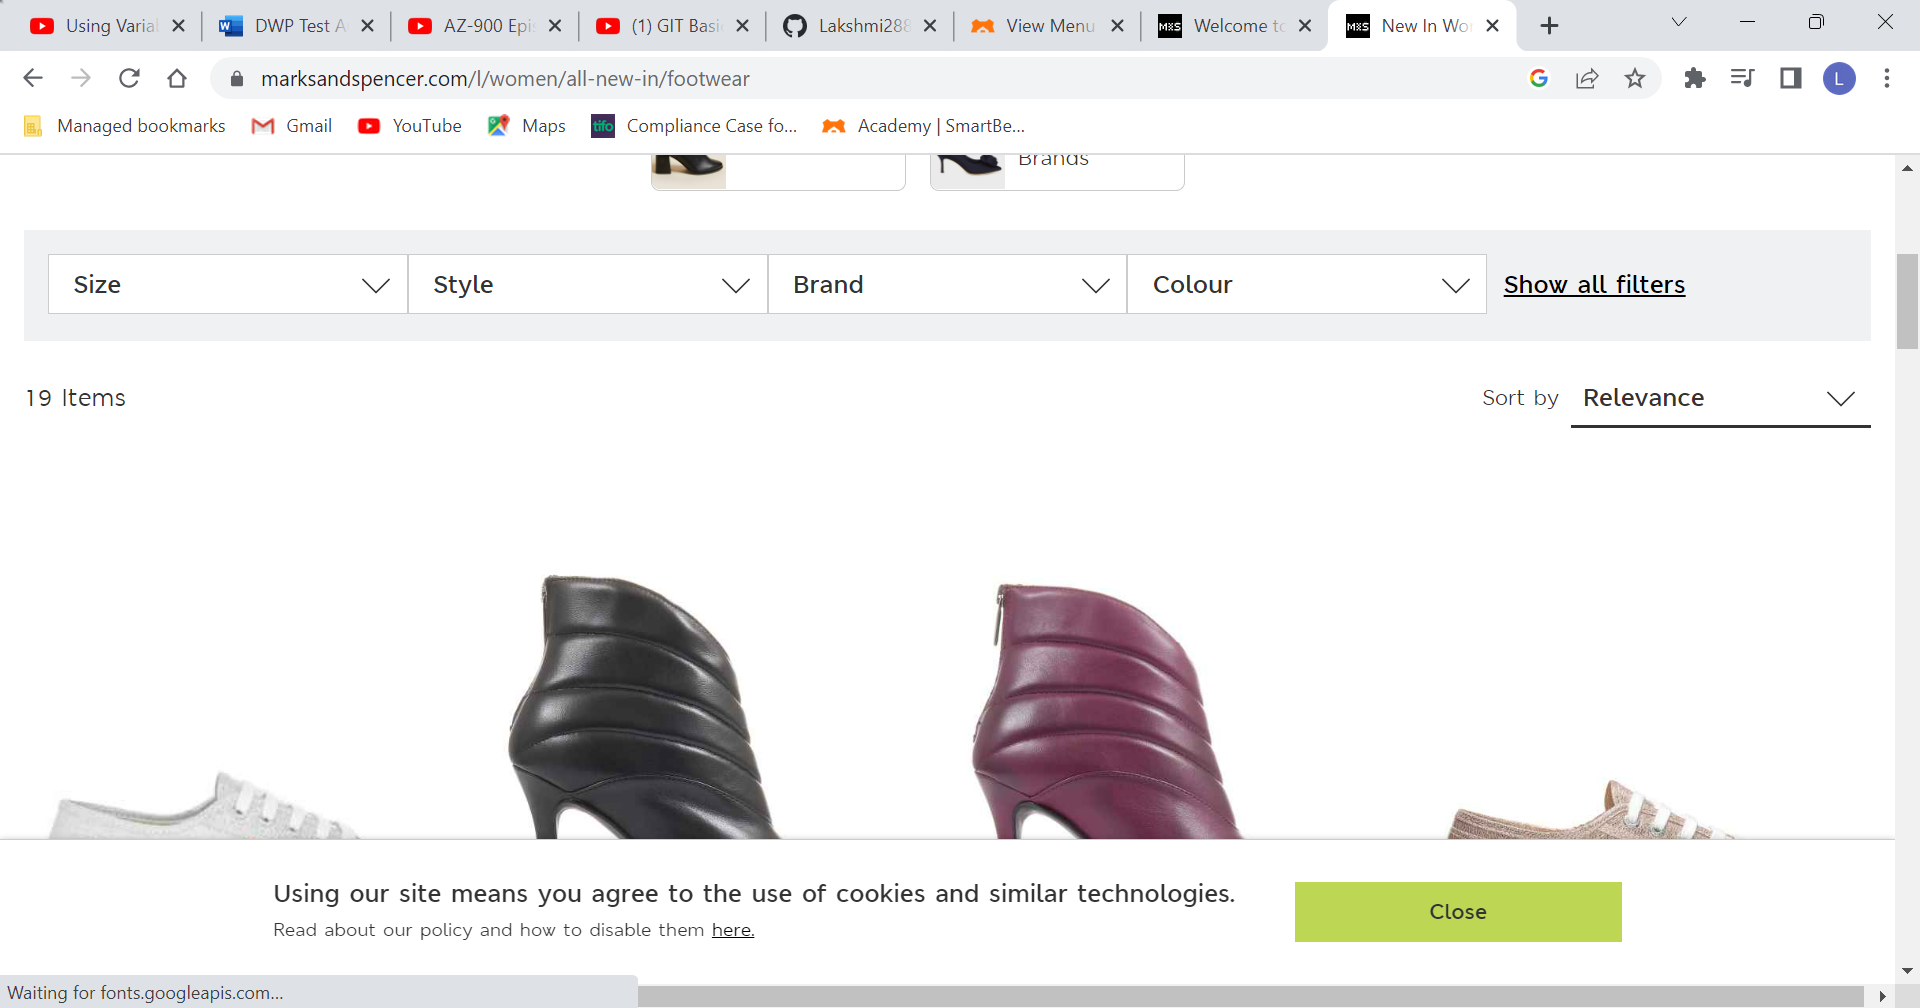 Using Varia
DWP Test A
AZ-900 Epi
(1) GIT Basi
Lakshmi288
View Menu
M&S Welcome to
M&S New In Wo
marksandspencer.com/l/women/all-new-in/footwear
L
Managed bookmarks
Gmail
YouTube
Maps
tifo Compliance Case fo...
Academy | SmartBe...
Brands
Size
Style
Brand
Colour
Show all filters
19 Items
Sort by Relevance
Using our site means you agree to the use of cookies and similar technologies.
Read about our policy and how to disable them here.
Close
Waiting for fonts.googleapis.com...